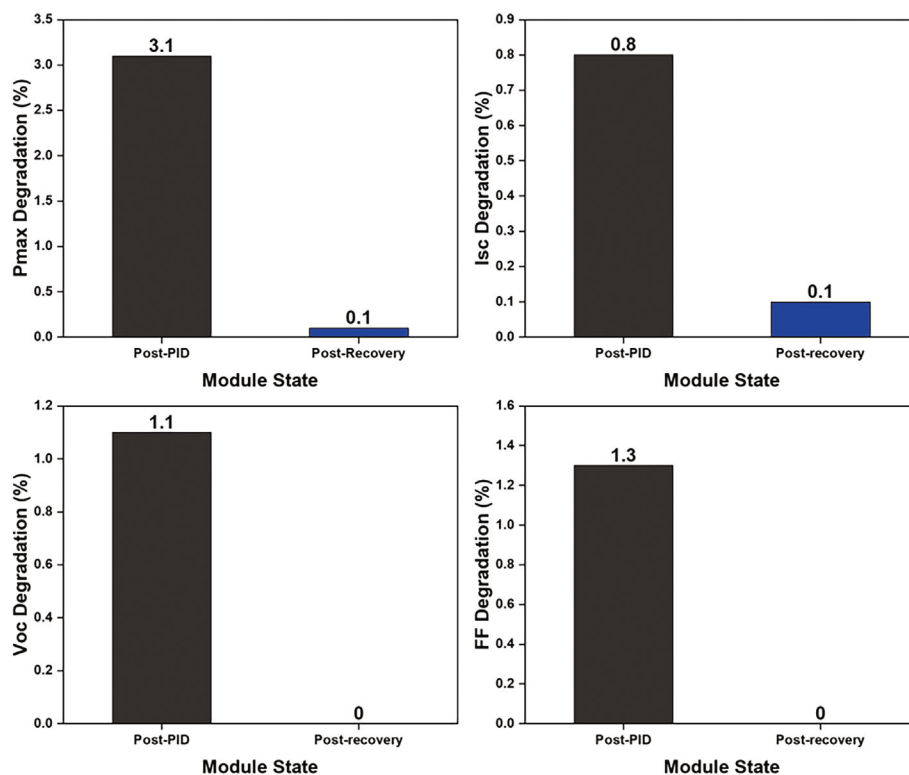 Pmax Degradation (%)
3.5
3.0
2.5
2.0
1.5
1.0
0.5
0.0
3.1
0.1
Post-PID
Post-Recovery
Module State
Isc Degradation (%)
0.9
0.8
0.7
0.6
0.5
0.4
0.3
0.2
0.1
0.0
0.8
0.1
Post-PID
Post-recovery
Module State
Voc Degradation (%)
1.2
1.0
0.8
0.6
0.4
0.2
0.0
1.1
0
Post-PID
Post-recovery
Module State
FF Degradation (%)
1.6
1.4
1.2
1.0
0.8
0.6
0.4
0.2
0.0
1.3
0
Post-PID
Post-recovery
Module State